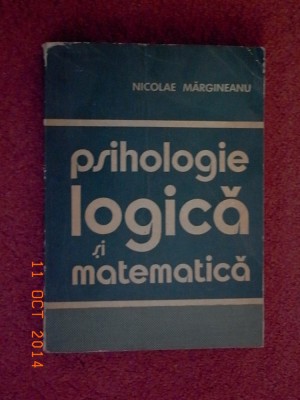 NICOLAE MĂRGINEANU
psihologie
logică
și
matematică
11 OCT 2014